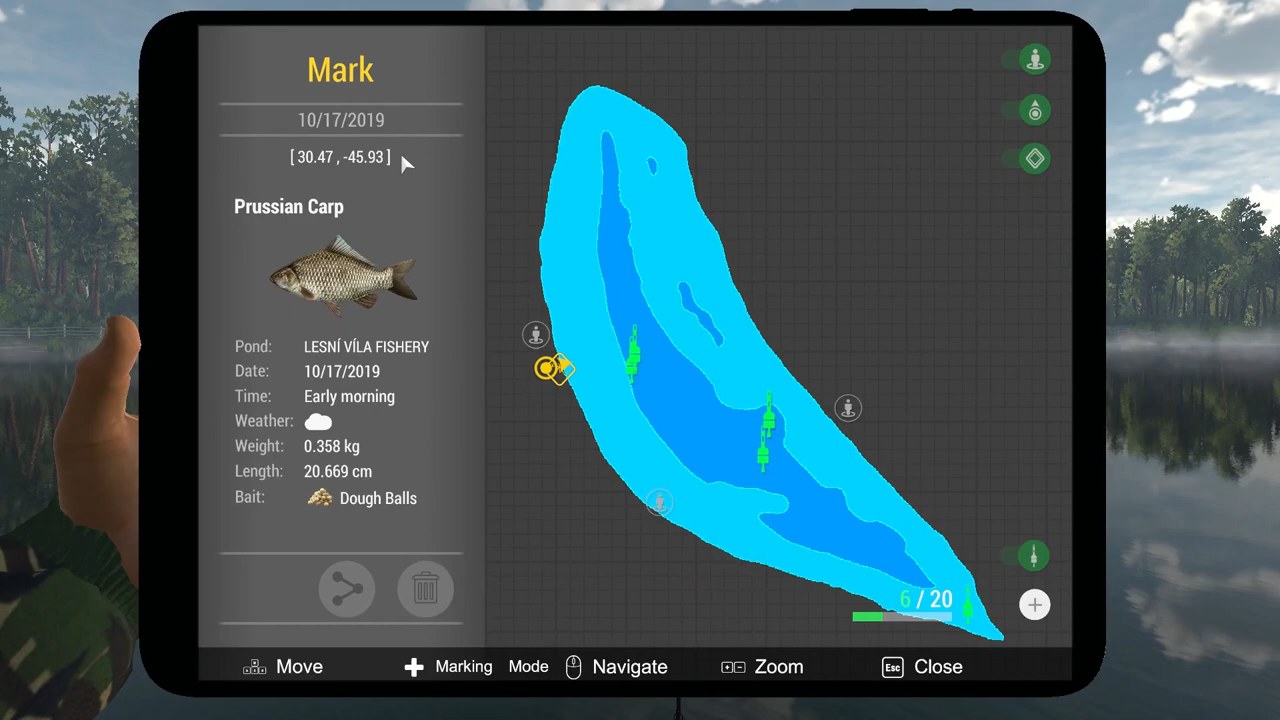 Mark
10/17/2019
[ 30.47 , -45.93 ]
Prussian Carp
Pond: LESNÍ VÍLA FISHERY
Date: 10/17/2019
Time: Early morning
Weather:
Weight: 0.358 kg
Length: 20.669 cm
Bait: Dough Balls
6 / 20
Move
Marking Mode
Navigate
Zoom
Esc Close